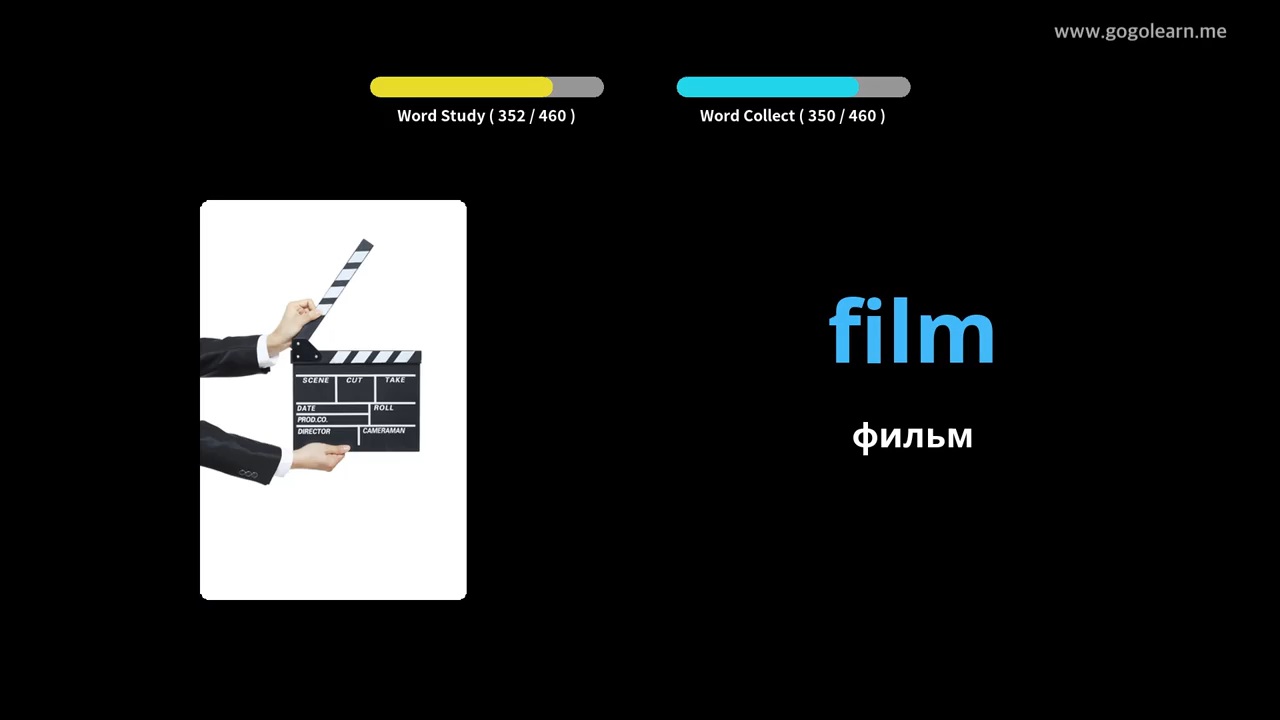 www.gogolearn.me
Word Study ( 352 / 460 )
Word Collect ( 350 / 460 )
SCENE CUT TAKE
DATE ROLL
PROD.CO.
DIRECTOR CAMERAMAN
film
фильм